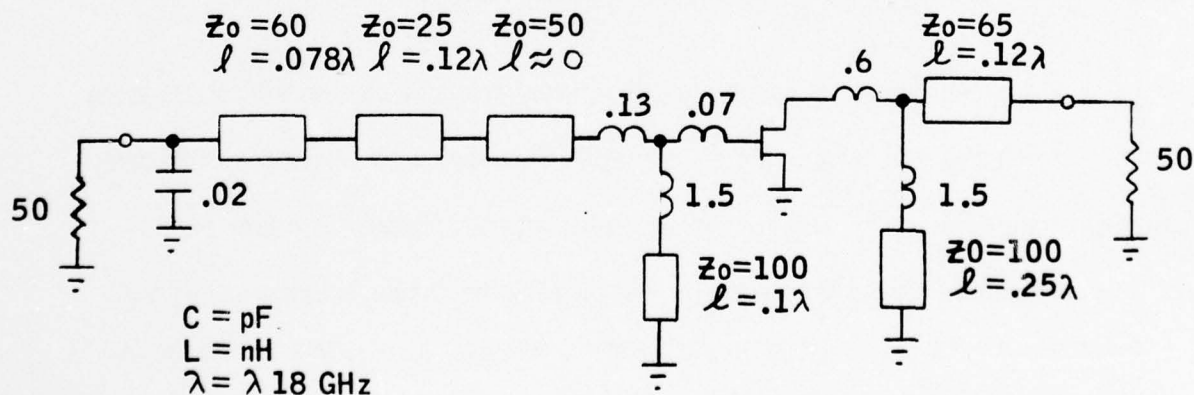 Zo=60 Zo=25 Zo=50
ℓ=.078λ ℓ=.12λ ℓ≈0
Zo=65
ℓ=.12λ
.6
.13 .07
50
.02
1.5
1.5
50
Zo=100
ℓ=.1λ
ZO=100
ℓ=.25λ
C = pF
L = nH
λ = λ 18 GHz